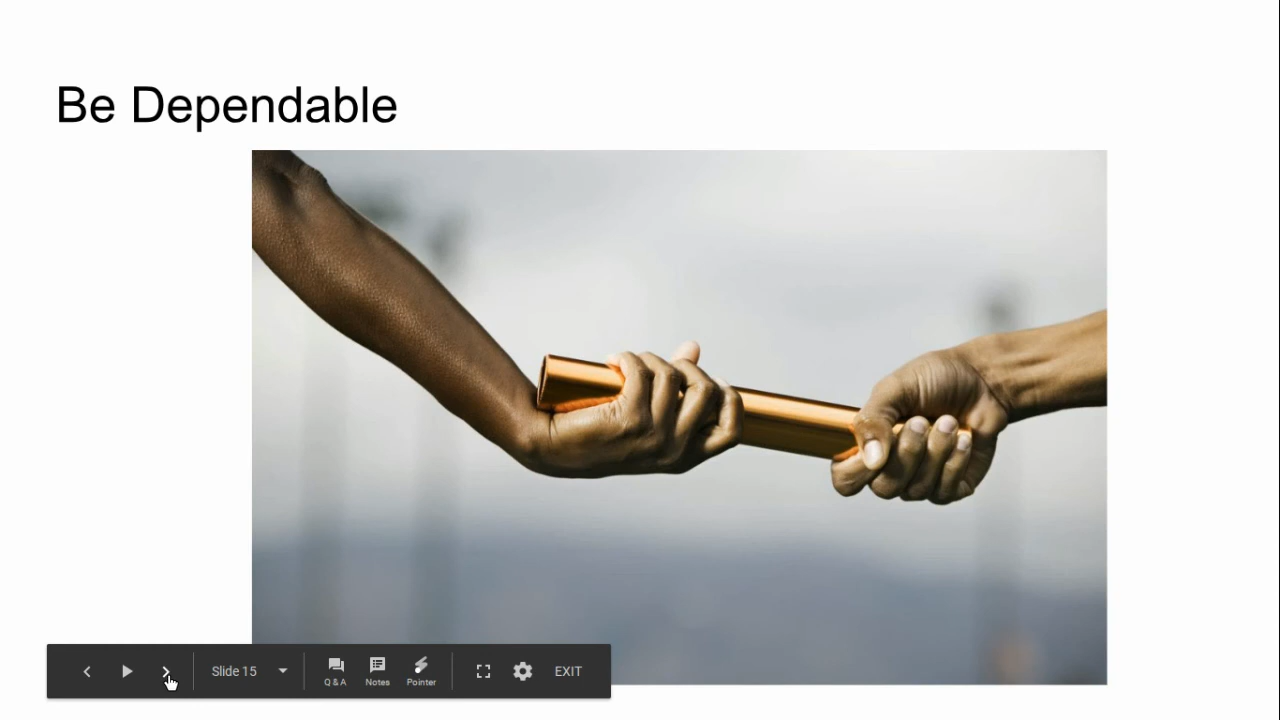 Be Dependable
Slide 15
Q & A
Notes
Pointer
EXIT